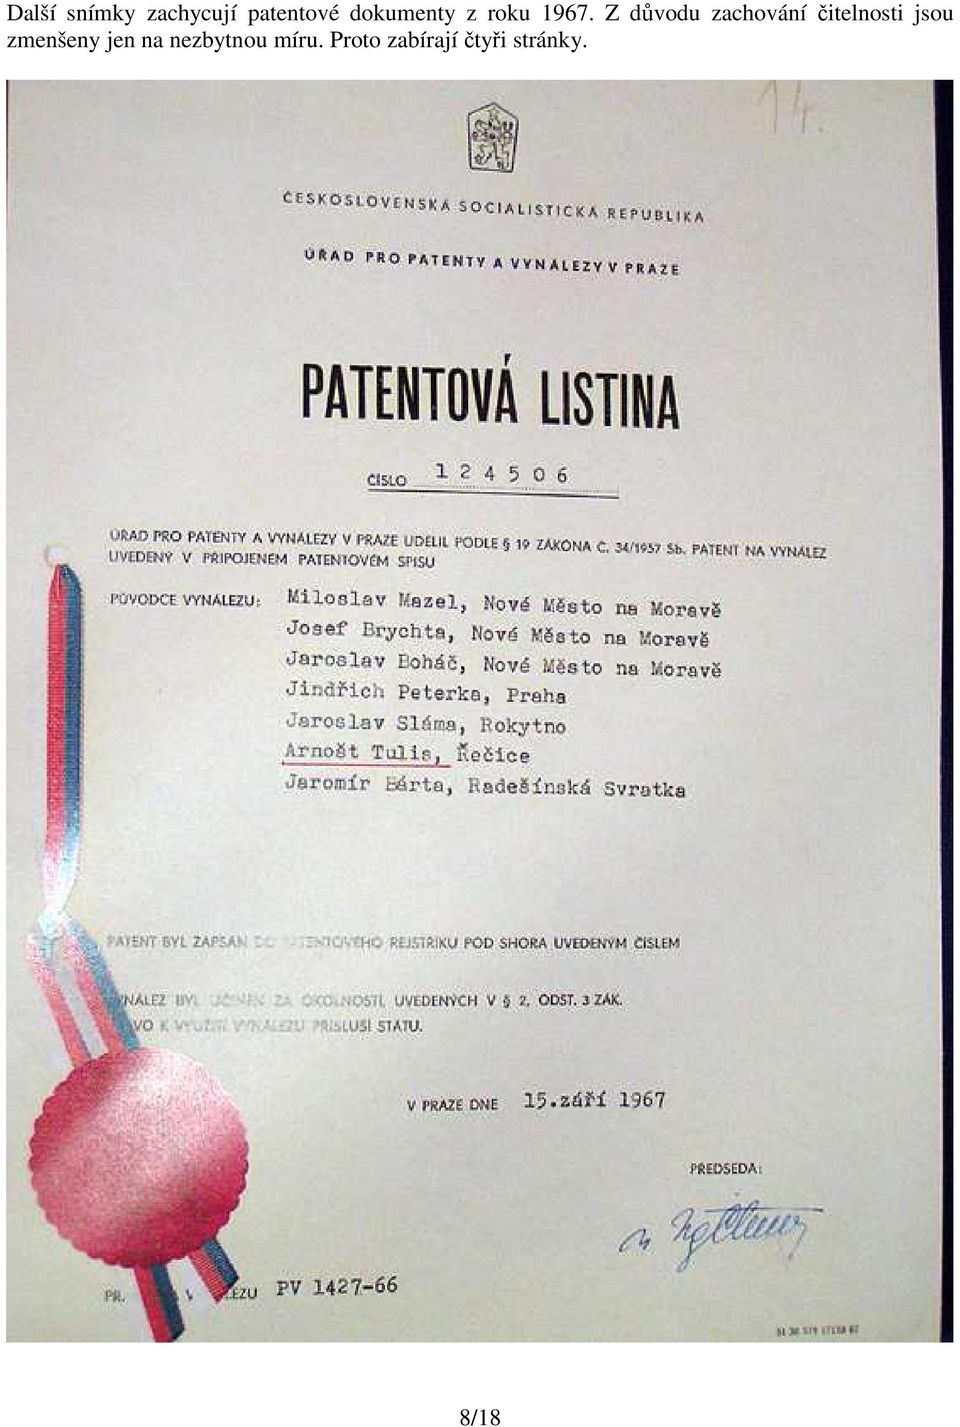 Další snímky zachycují patentové dokumenty z roku 1967. Z důvodu zachování čitelnosti jsou
zmenšeny jen na nezbytnou míru. Proto zabírají čtyři stránky.
14.
ČESKOSLOVENSKÁ SOCIALISTICKÁ REPUBLIKA
ÚŘAD PRO PATENTY A VYNÁLEZY V PRAZE
PATENTOVÁ LISTINA
ČÍSLO 124506
ÚŘAD PRO PATENTY A VYNÁLEZY V PRAZE UDĚLIL PODLE § 19 ZÁKONA Č. 34/1957 Sb. PATENT NA VYNÁLEZ
UVEDENÝ V PŘIPOJENÉM PATENTOVÉM SPISU
PŮVODCE VYNÁLEZU: Miloslav Mazel, Nové Město na Moravě
Josef Brychta, Nové Město na Moravě
Jaroslav Boháč, Nové Město na Moravě
Jindřich Peterka, Praha
Jaroslav Sláma, Rokytno
Arnošt Tulis, Řečice
Jaromír Bárta, Radešínská Svratka
PATENT BYL ZAPSÁN DO PATENTOVÉHO REJSTŘÍKU POD SHORA UVEDENÝM ČÍSLEM
VYNÁLEZ BYL UČINĚN ZA OKOLNOSTÍ, UVEDENÝCH V § 2, ODST. 3 ZÁK.
VO K VYUŽITÍ VYNÁLEZU PŘÍSLUŠÍ STÁTU.
V PRAZE DNE 15.září 1967
PŘEDSEDA:
PŘ. V LEZU PV 1427-66
8/18